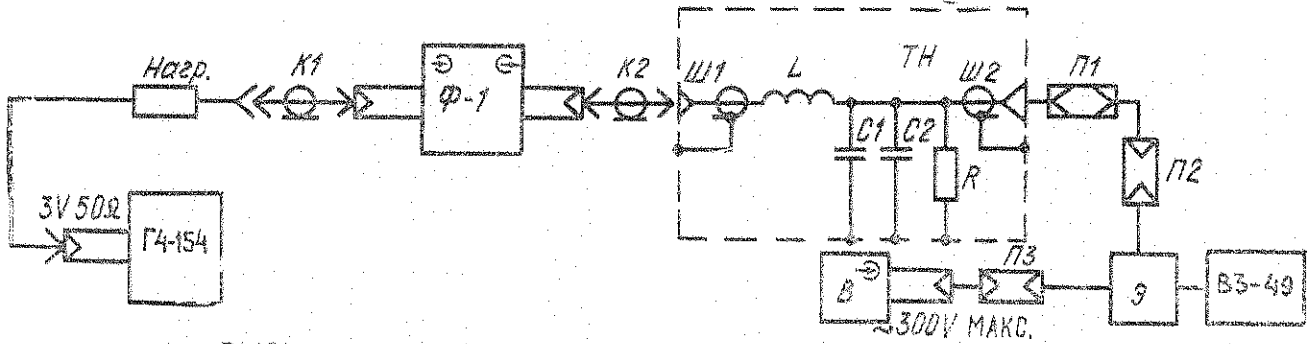 Нагр.
К1
Ф-1
К2
Ш1
L
ТН
Ш2
П1
С1
С2
R
П2
3V 50Ω
Г4-154
П3
В
Э
В3-49
≈300V МАКС.